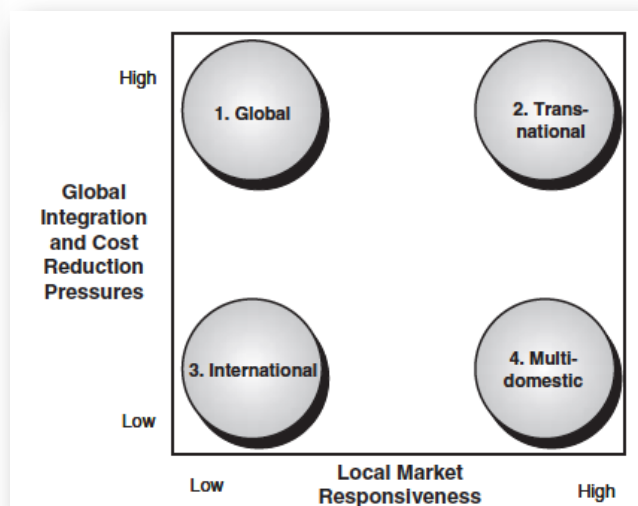 High
1. Global
2. Trans-
national
Global
Integration
and Cost
Reduction
Pressures
3. International
4. Multi-
domestic
Low
Low
Local Market
Responsiveness
High